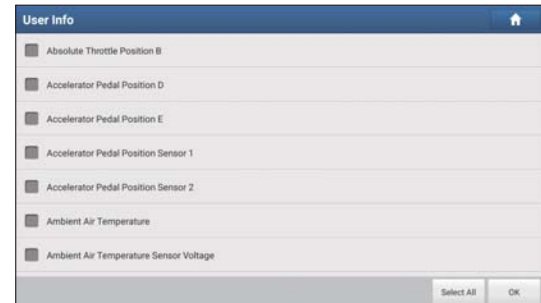 User Info
Absolute Throttle Position B
Accelerator Pedal Position D
Accelerator Pedal Position E
Accelerator Pedal Position Sensor 1
Accelerator Pedal Position Sensor 2
Ambient Air Temperature
Ambient Air Temperature Sensor Voltage
Select All OK